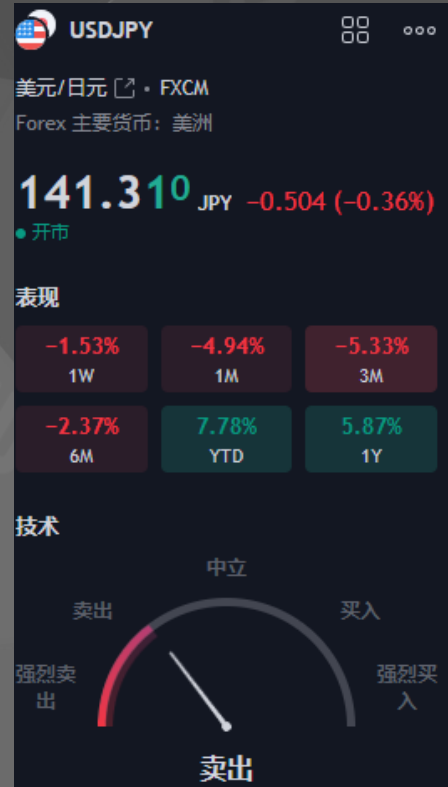 USDJPY
美元/日元 • FXCM
Forex 主要货币：美洲
141.310 JPY −0.504 (−0.36%)
开市
表现
−1.53% −4.94% −5.33%
1W 1M 3M
−2.37% 7.78% 5.87%
6M YTD 1Y
技术
中立
卖出 买入
强烈卖出 强烈买入
卖出